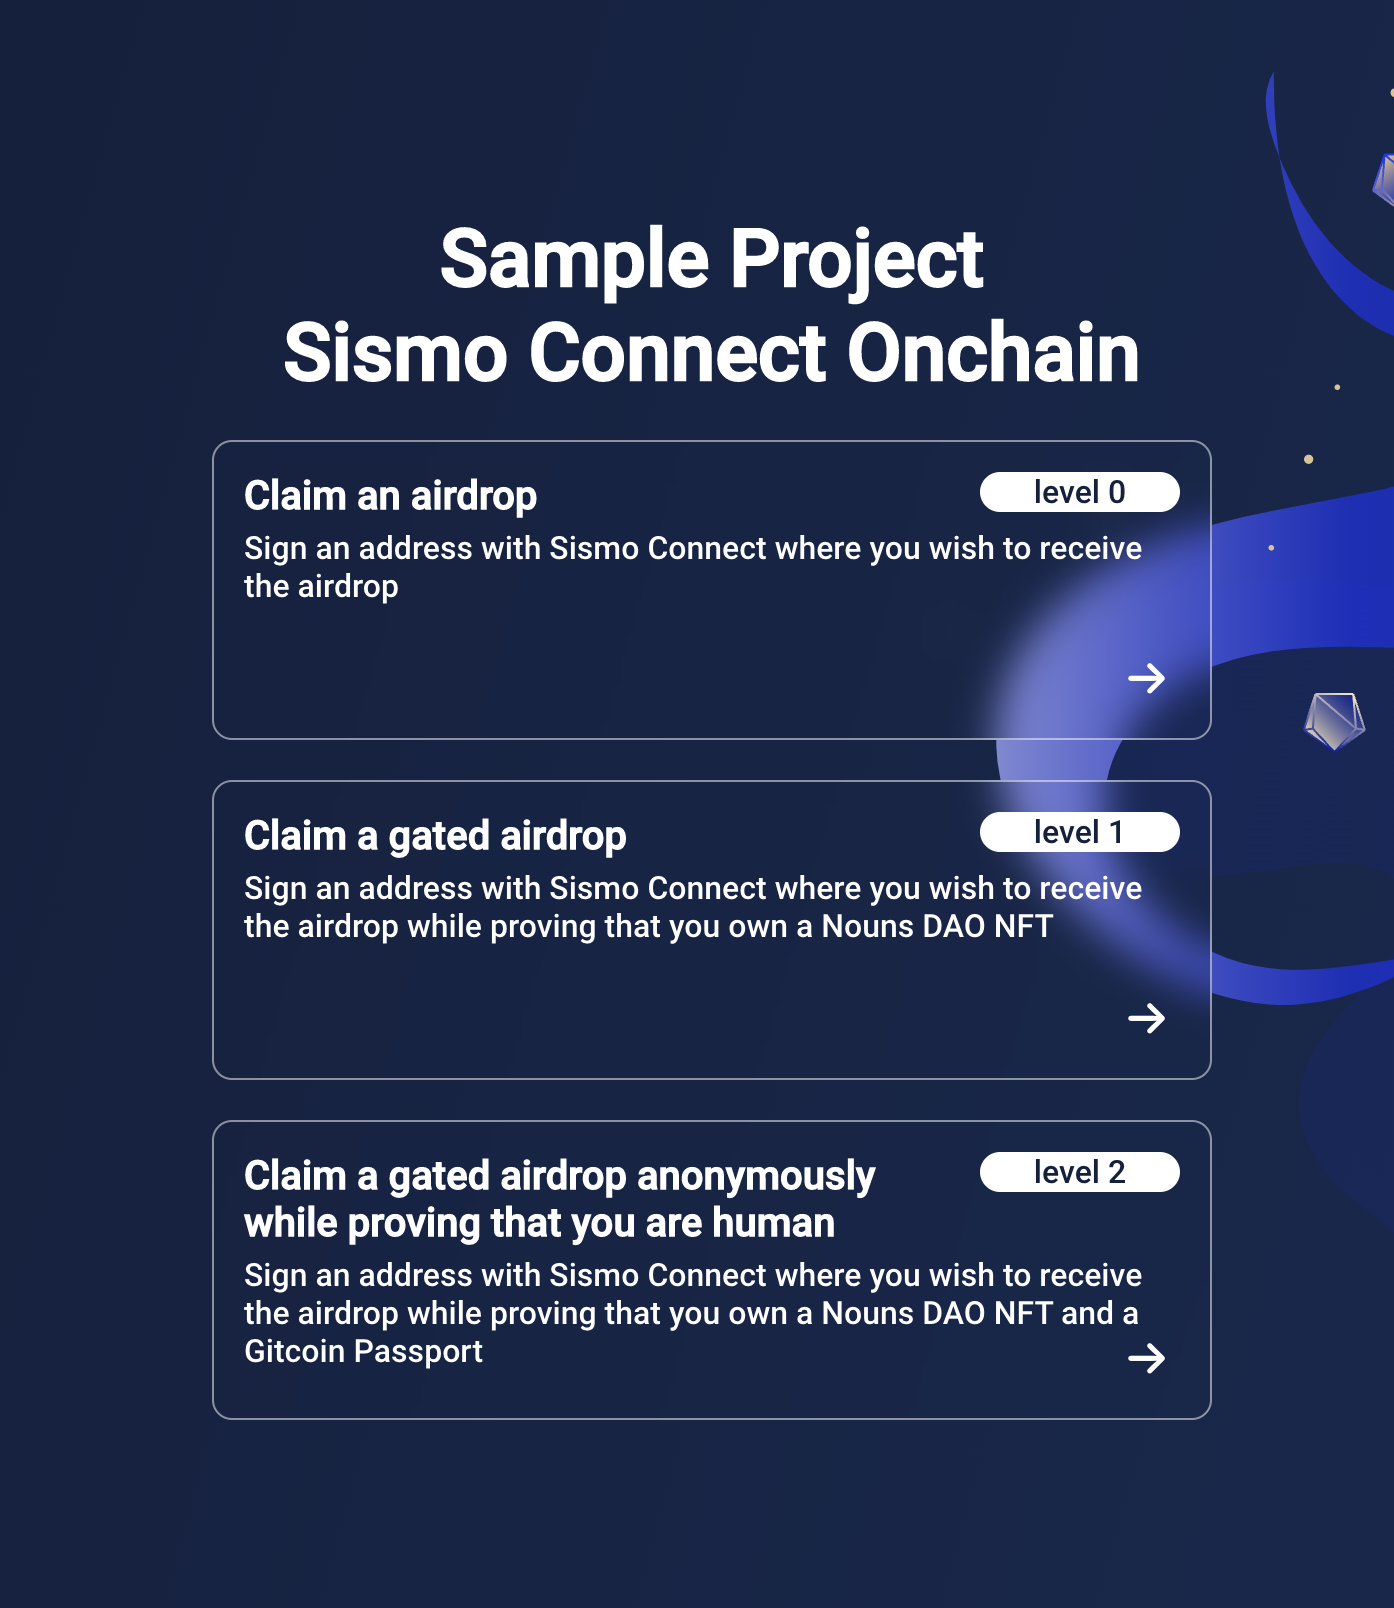 Sample Project
Sismo Connect Onchain
Claim an airdrop
level 0
Sign an address with Sismo Connect where you wish to receive
the airdrop
Claim a gated airdrop
level 1
Sign an address with Sismo Connect where you wish to receive
the airdrop while proving that you own a Nouns DAO NFT
Claim a gated airdrop anonymously
while proving that you are human
level 2
Sign an address with Sismo Connect where you wish to receive
the airdrop while proving that you own a Nouns DAO NFT and a
Gitcoin Passport